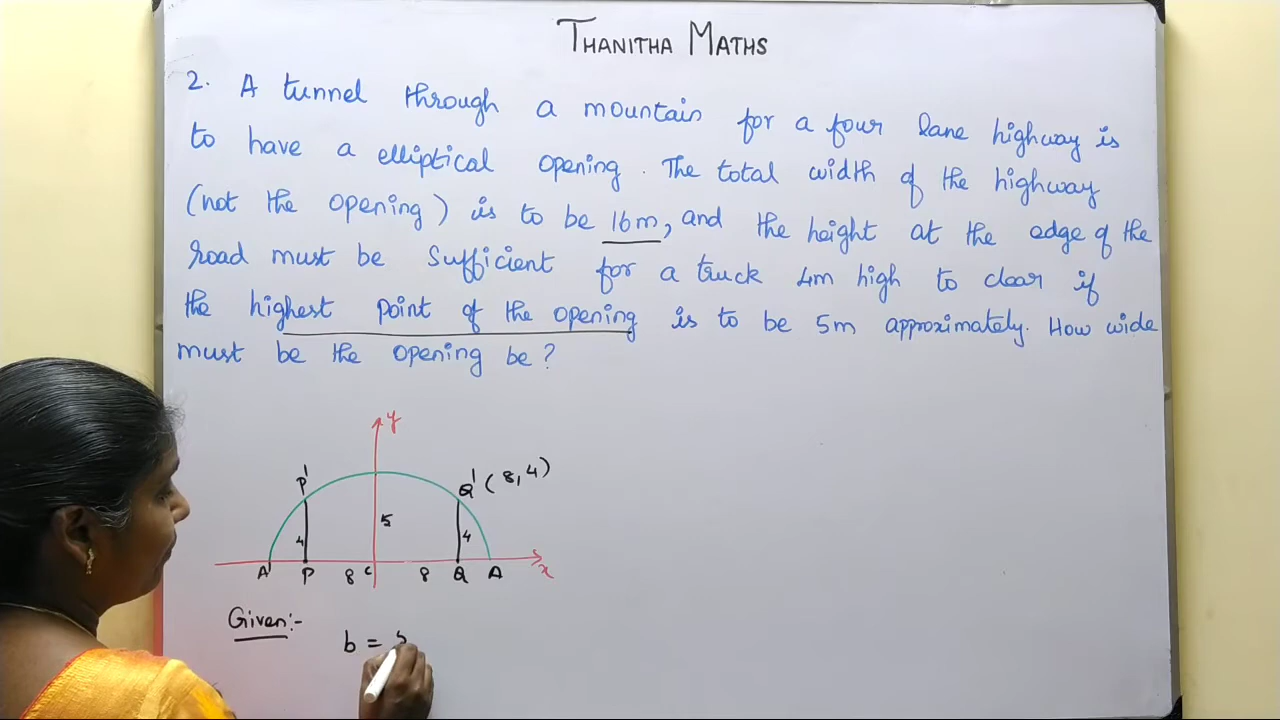 THANITHA MATHS
2. A tunnel through a mountain for a four lane highway is
to have a elliptical opening. The total width of the highway
(not the opening) is to be 16m, and the height at the edge of the
road must be sufficient for a truck 4m high to clear if
the highest point of the opening is to be 5m approximately. How wide
must be the opening be?
y
P' Q' (8,4)
5
4 4
A P 8 C 8 Q A x
Given:-
b = 5